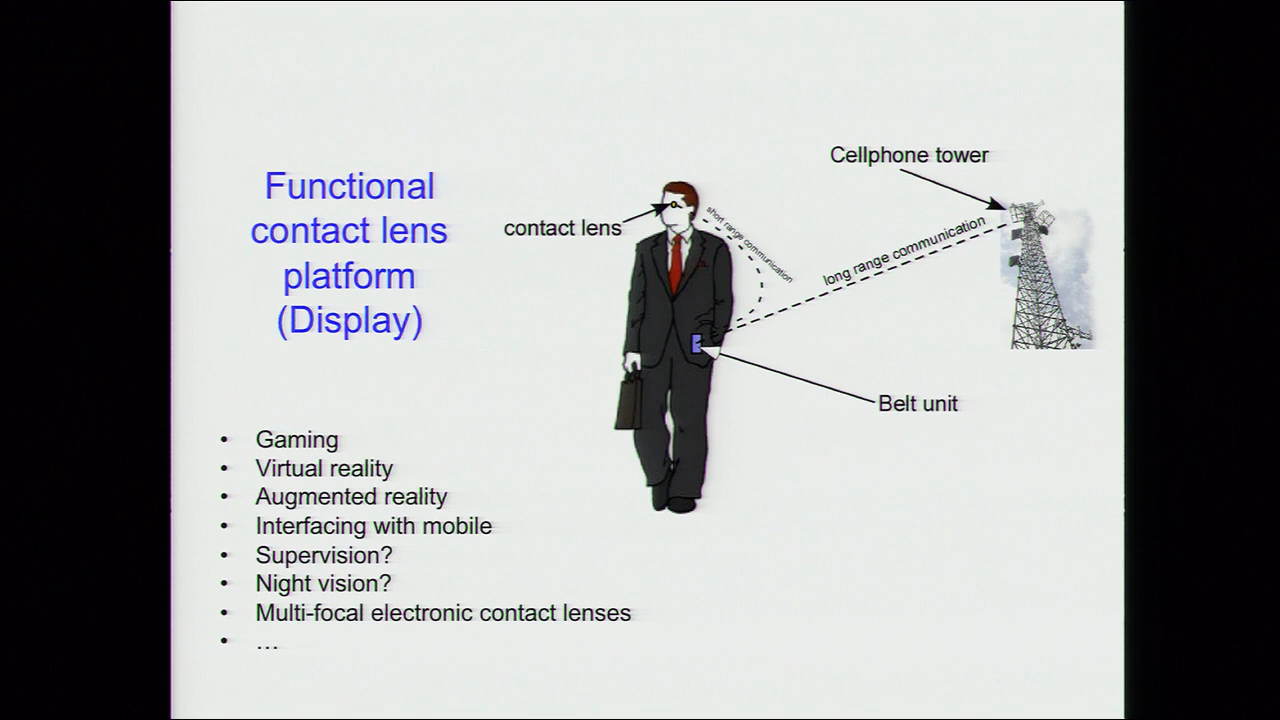 Functional
contact lens
platform
(Display)
Cellphone tower
contact lens
short range communication
long range communication
Belt unit
• Gaming
• Virtual reality
• Augmented reality
• Interfacing with mobile
• Supervision?
• Night vision?
• Multi-focal electronic contact lenses
• …